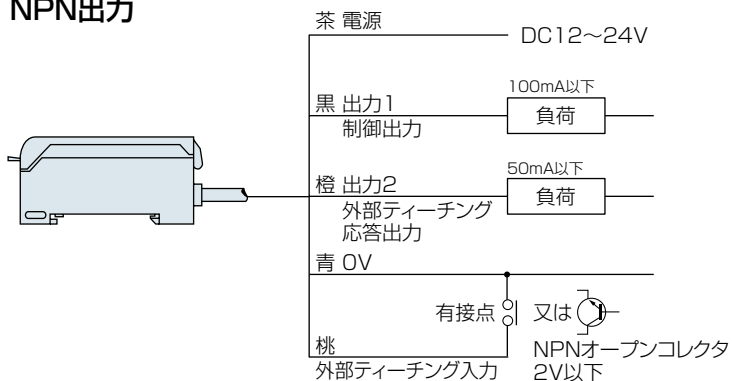 NPN出力
茶 電源
DC12～24V
100mA以下
黒 出力1
負荷
制御出力
50mA以下
橙 出力2
負荷
外部ティーチング
応答出力
青 0V
有接点
又は
桃
NPNオープンコレクタ
外部ティーチング入力
2V以下